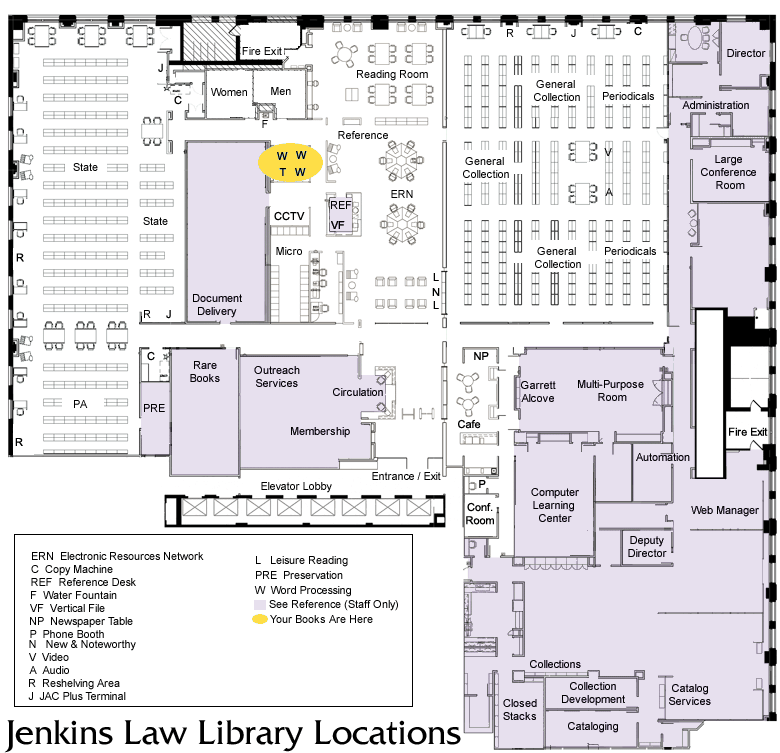 R
J
C
Director
Fire Exit
Reading Room
J
Women
Men
General
Collection
Periodicals
C
Administration
F
Reference
W W
T W
V
State
General
Collection
Large
Conference
Room
ERN
A
REF
VF
CCTV
State
Micro
General
Collection
Periodicals
R
L
N
L
Document
Delivery
R J
C
NP
Rare
Books
Outreach
Services
Circulation
Garrett
Alcove
Multi-Purpose
Room
PA
PRE
Cafe
Membership
Fire Exit
R
Automation
Entrance / Exit
Elevator Lobby
P
Conf.
Room
Computer
Learning
Center
Web Manager
Deputy
Director
Collections
Closed
Stacks
Collection
Development
Catalog
Services
Cataloging
ERN Electronic Resources Network
C Copy Machine
REF Reference Desk
F Water Fountain
VF Vertical File
NP Newspaper Table
P Phone Booth
N New & Noteworthy
V Video
A Audio
R Reshelving Area
J JAC Plus Terminal
L Leisure Reading
PRE Preservation
W Word Processing
See Reference (Staff Only)
Your Books Are Here
Jenkins Law Library Locations